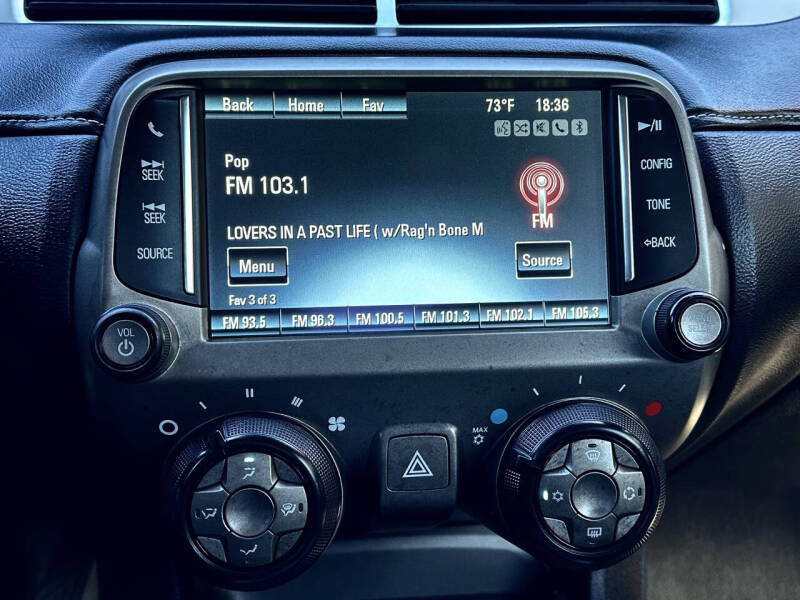 Back Home Fav 73°F 18:36
SEEK
SEEK
SOURCE
Pop
FM 103.1
FM
LOVERS IN A PAST LIFE ( w/Rag'n Bone M
Menu
Source
Fav 3 of 3
FM 93.5 FM 96.3 FM 100.5 FM 101.3 FM 102.1 FM 105.3
CONFIG
TONE
BACK
VOL
SELECT
MAX